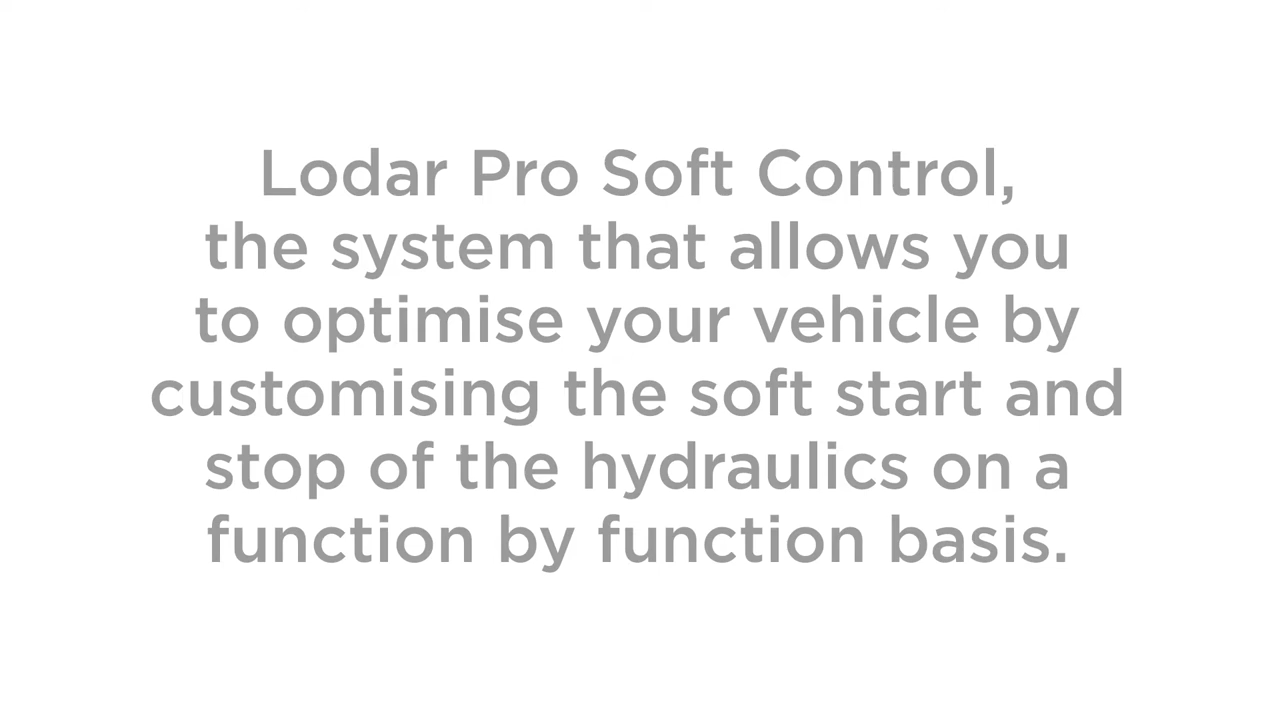 Lodar Pro Soft Control,
the system that allows you
to optimise your vehicle by
customising the soft start and
stop of the hydraulics on a
function by function basis.